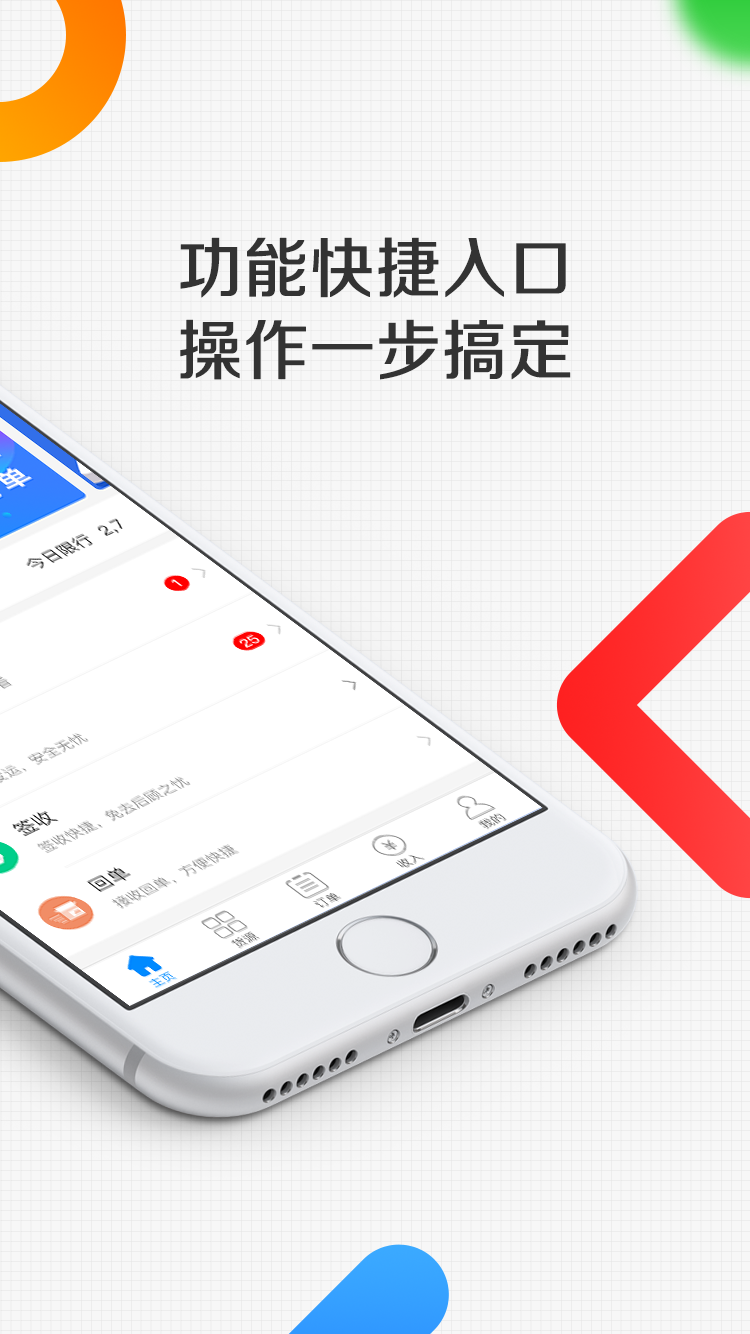 功能快捷入口
操作一步搞定
单
今日限行 2,7
1
25
安全无忧
签收
签收快捷，免去后顾之忧
回单
接收回单，方便快捷
主页
货源
订单
收入
我的